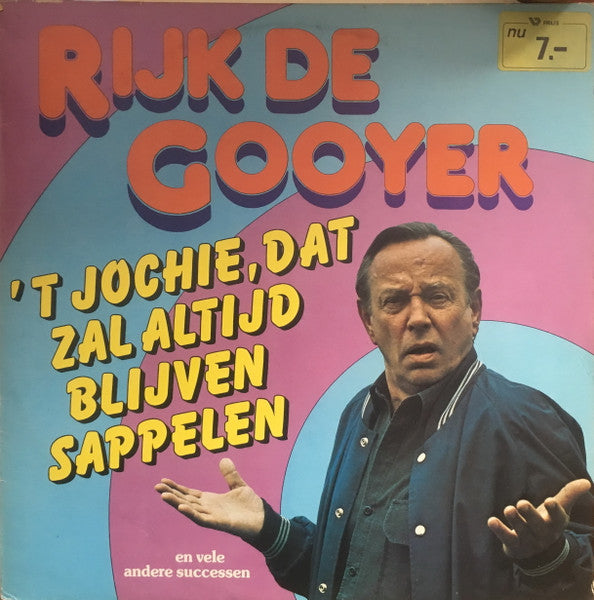 RIJK DE
GOOYER
nu
7.-
'T JOCHIE, DAT
ZAL ALTIJD
BLIJVEN
SAPPELEN
en vele
andere successen